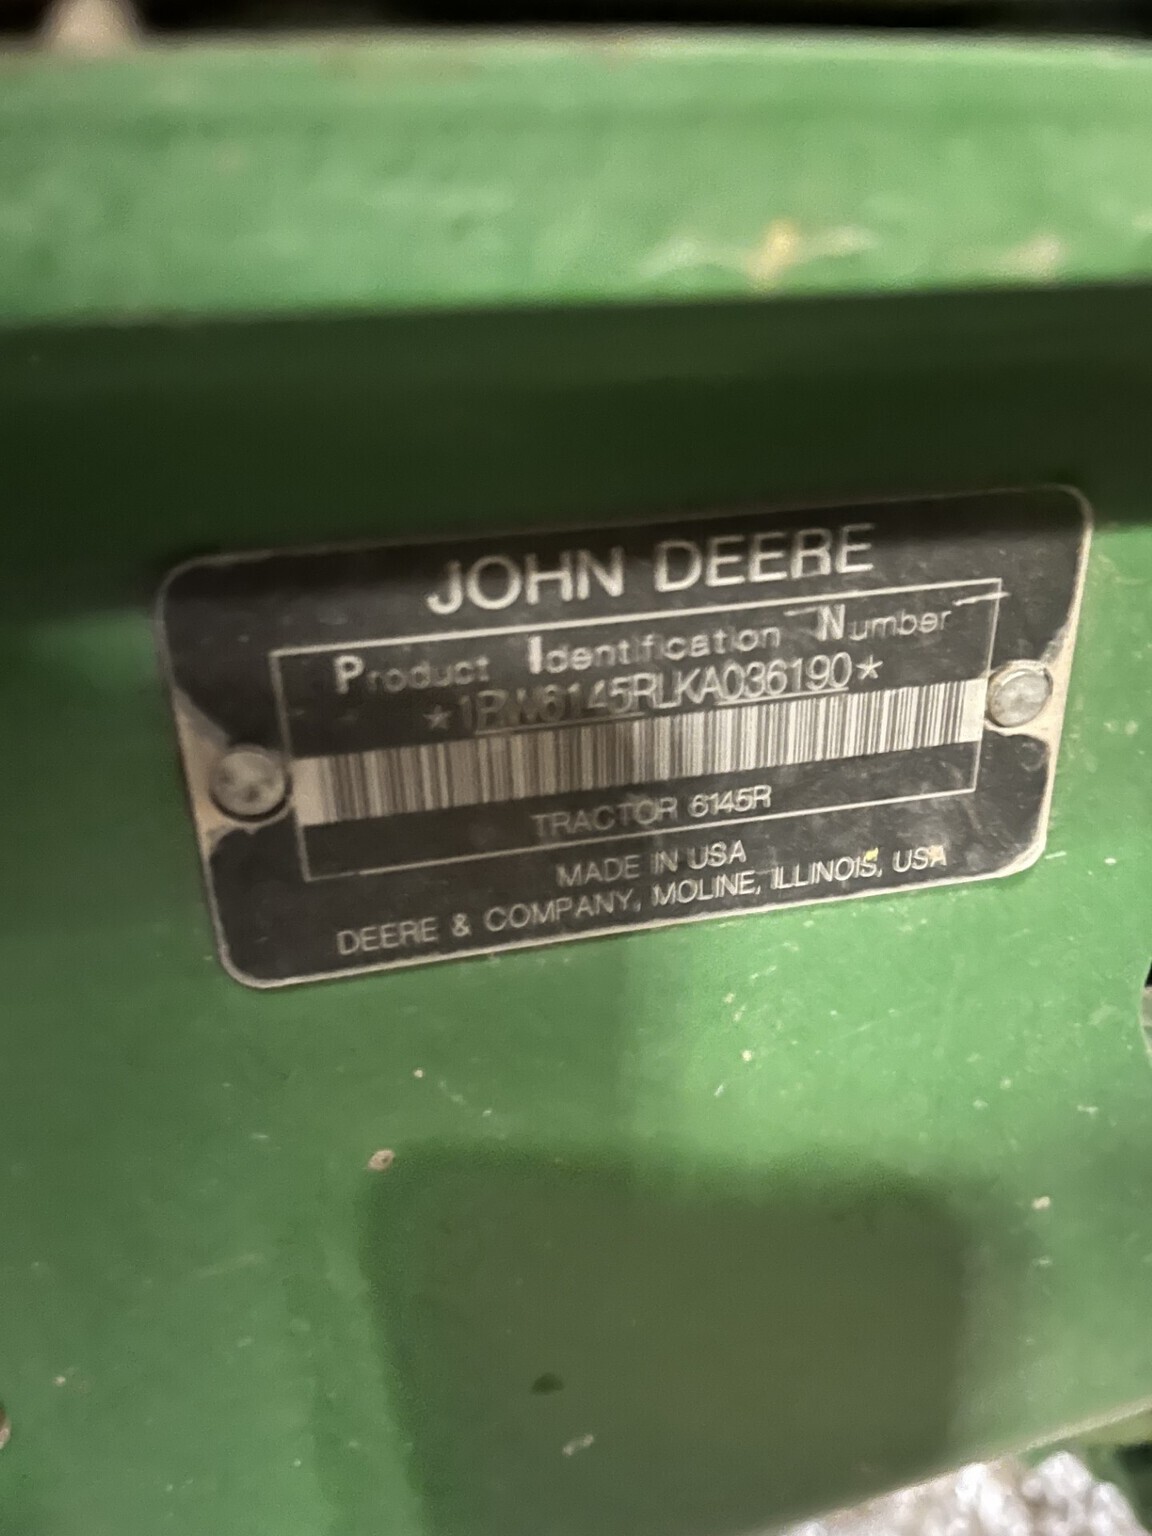 JOHN DEERE
Product Identification Number
*1RW6145RLKA036190*
TRACTOR 6145R
MADE IN USA
DEERE & COMPANY, MOLINE, ILLINOIS, USA